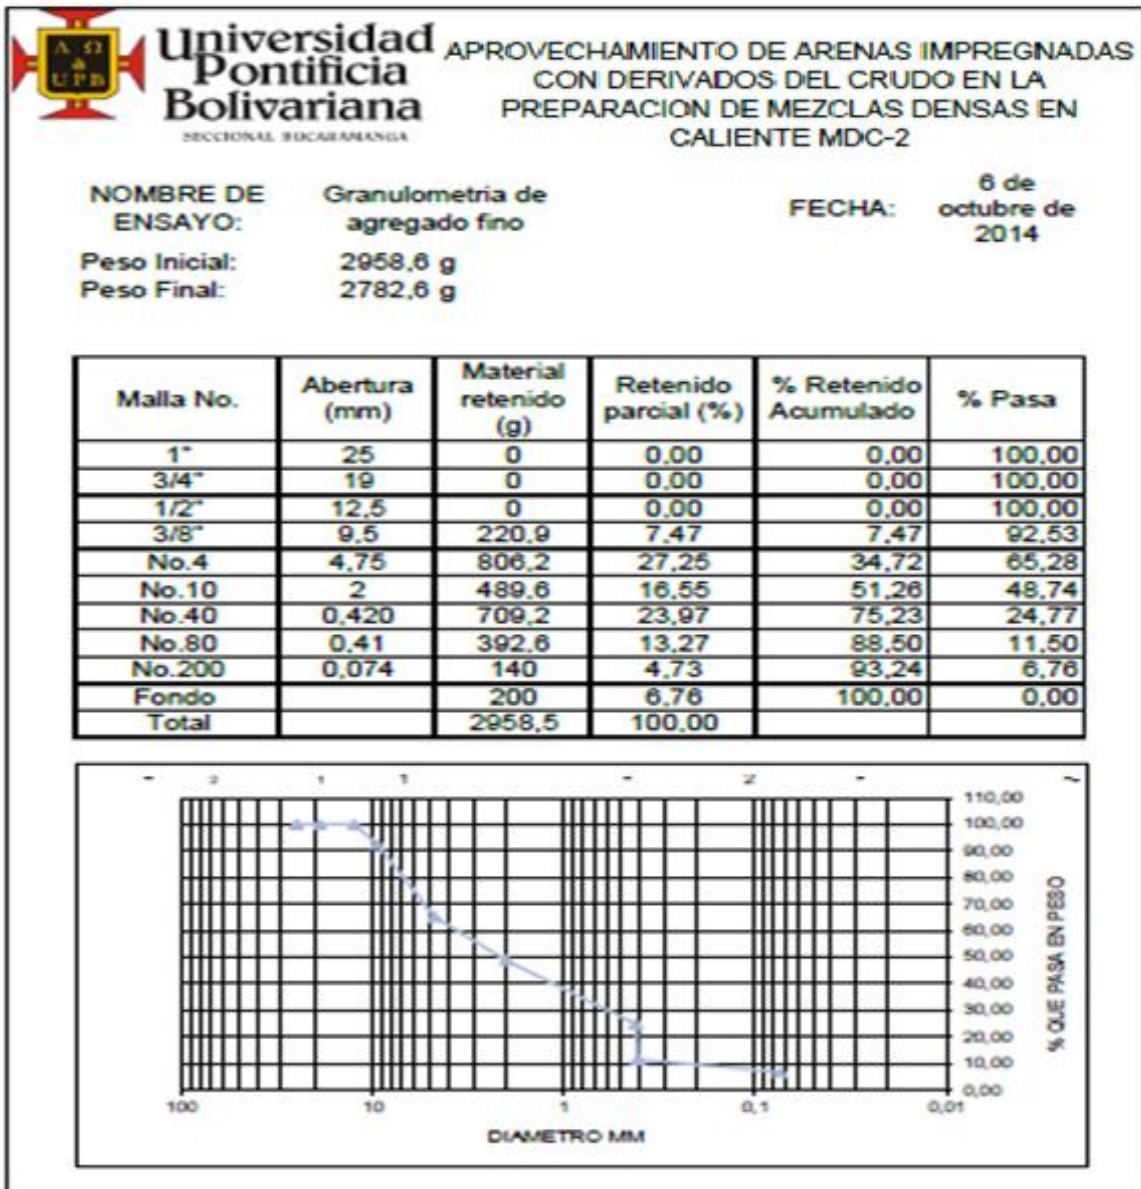 Universidad
Pontificia
Bolivariana
SECCIONAL BUCARAMANGA
APROVECHAMIENTO DE ARENAS IMPREGNADAS
CON DERIVADOS DEL CRUDO EN LA
PREPARACION DE MEZCLAS DENSAS EN
CALIENTE MDC-2
NOMBRE DE ENSAYO: Granulometria de agregado fino
FECHA: 6 de octubre de 2014
Peso Inicial: 2958,6 g
Peso Final: 2782,6 g
Malla No. Abertura (mm) Material retenido (g) Retenido parcial (%) % Retenido Acumulado % Pasa
1" 25 0 0,00 0,00 100,00
3/4" 19 0 0,00 0,00 100,00
1/2" 12,5 0 0,00 0,00 100,00
3/8" 9,5 220,9 7,47 7,47 92,53
No.4 4,75 806,2 27,25 34,72 65,28
No.10 2 489,6 16,55 51,26 48,74
No.40 0,420 709,2 23,97 75,23 24,77
No.80 0,41 392,6 13,27 88,50 11,50
No.200 0,074 140 4,73 93,24 6,76
Fondo 200 6,76 100,00 0,00
Total 2958,5 100,00
110,00
100,00
90,00
80,00
70,00
60,00
50,00
40,00
30,00
20,00
10,00
0,00
% QUE PASA EN PESO
100 10 1 0,1 0,01
DIAMETRO MM